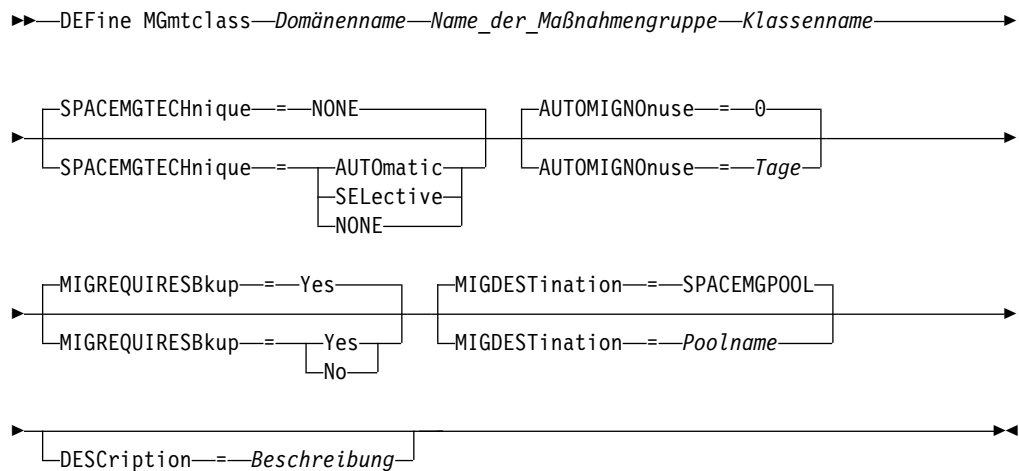 DEFine MGmtclass Domänenname Name_der_Maßnahmengruppe Klassenname
SPACEMGTECHnique = NONE AUTOMIGNOnuse = 0
SPACEMGTECHnique = AUTOmatic AUTOMIGNOnuse = Tage
SELective
NONE
MIGREQUIRESBkup = Yes MIGDESTination = SPACEMGPOOL
MIGREQUIRESBkup = Yes MIGDESTination = Poolname
No
DESCription = Beschreibung